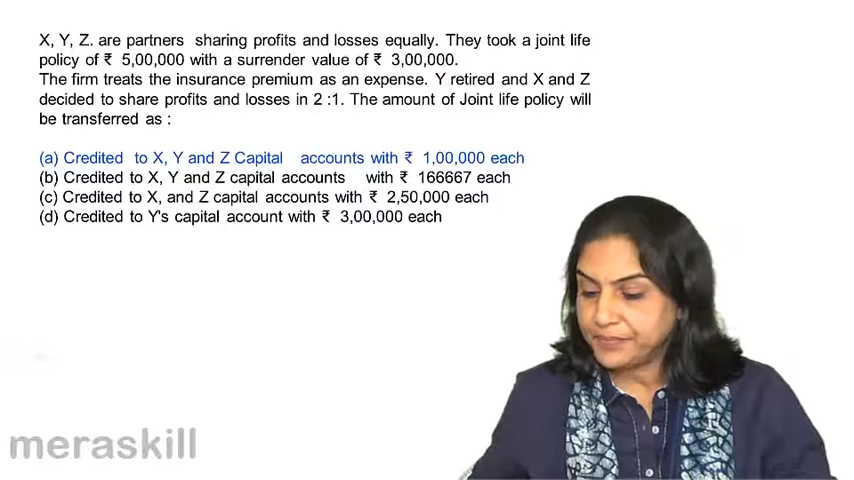 X, Y, Z. are partners sharing profits and losses equally. They took a joint life
policy of ₹ 5,00,000 with a surrender value of ₹ 3,00,000.
The firm treats the insurance premium as an expense. Y retired and X and Z
decided to share profits and losses in 2 :1. The amount of Joint life policy will
be transferred as :
(a) Credited to X, Y and Z Capital accounts with ₹ 1,00,000 each
(b) Credited to X, Y and Z capital accounts with ₹ 166667 each
(c) Credited to X, and Z capital accounts with ₹ 2,50,000 each
(d) Credited to Y's capital account with ₹ 3,00,000 each
meraskill